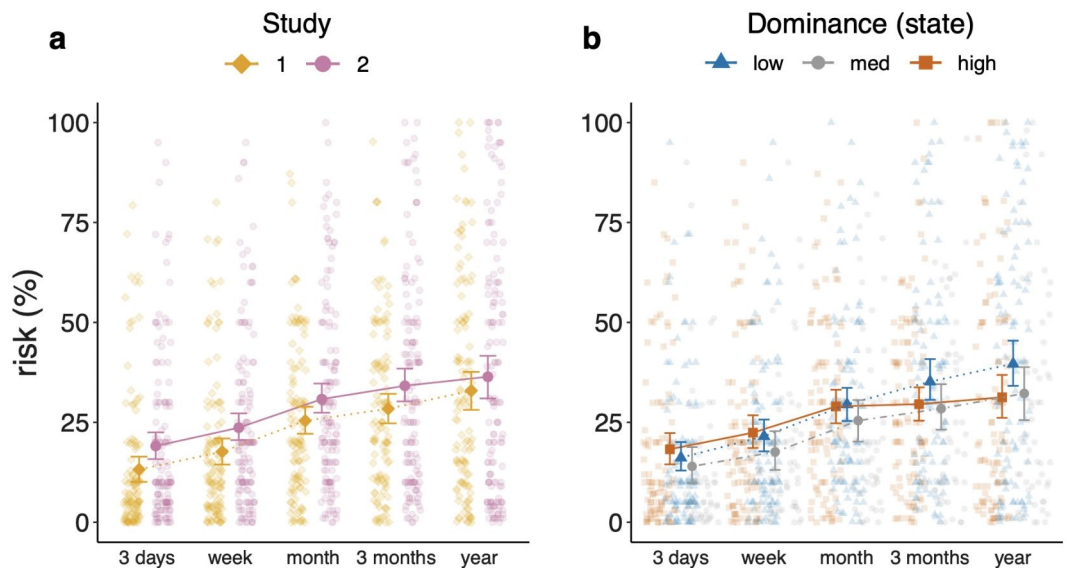 a Study
1 2
risk (%)
100
75
50
25
0
3 days week month 3 months year
b Dominance (state)
low med high
100
75
50
25
0
3 days week month 3 months year